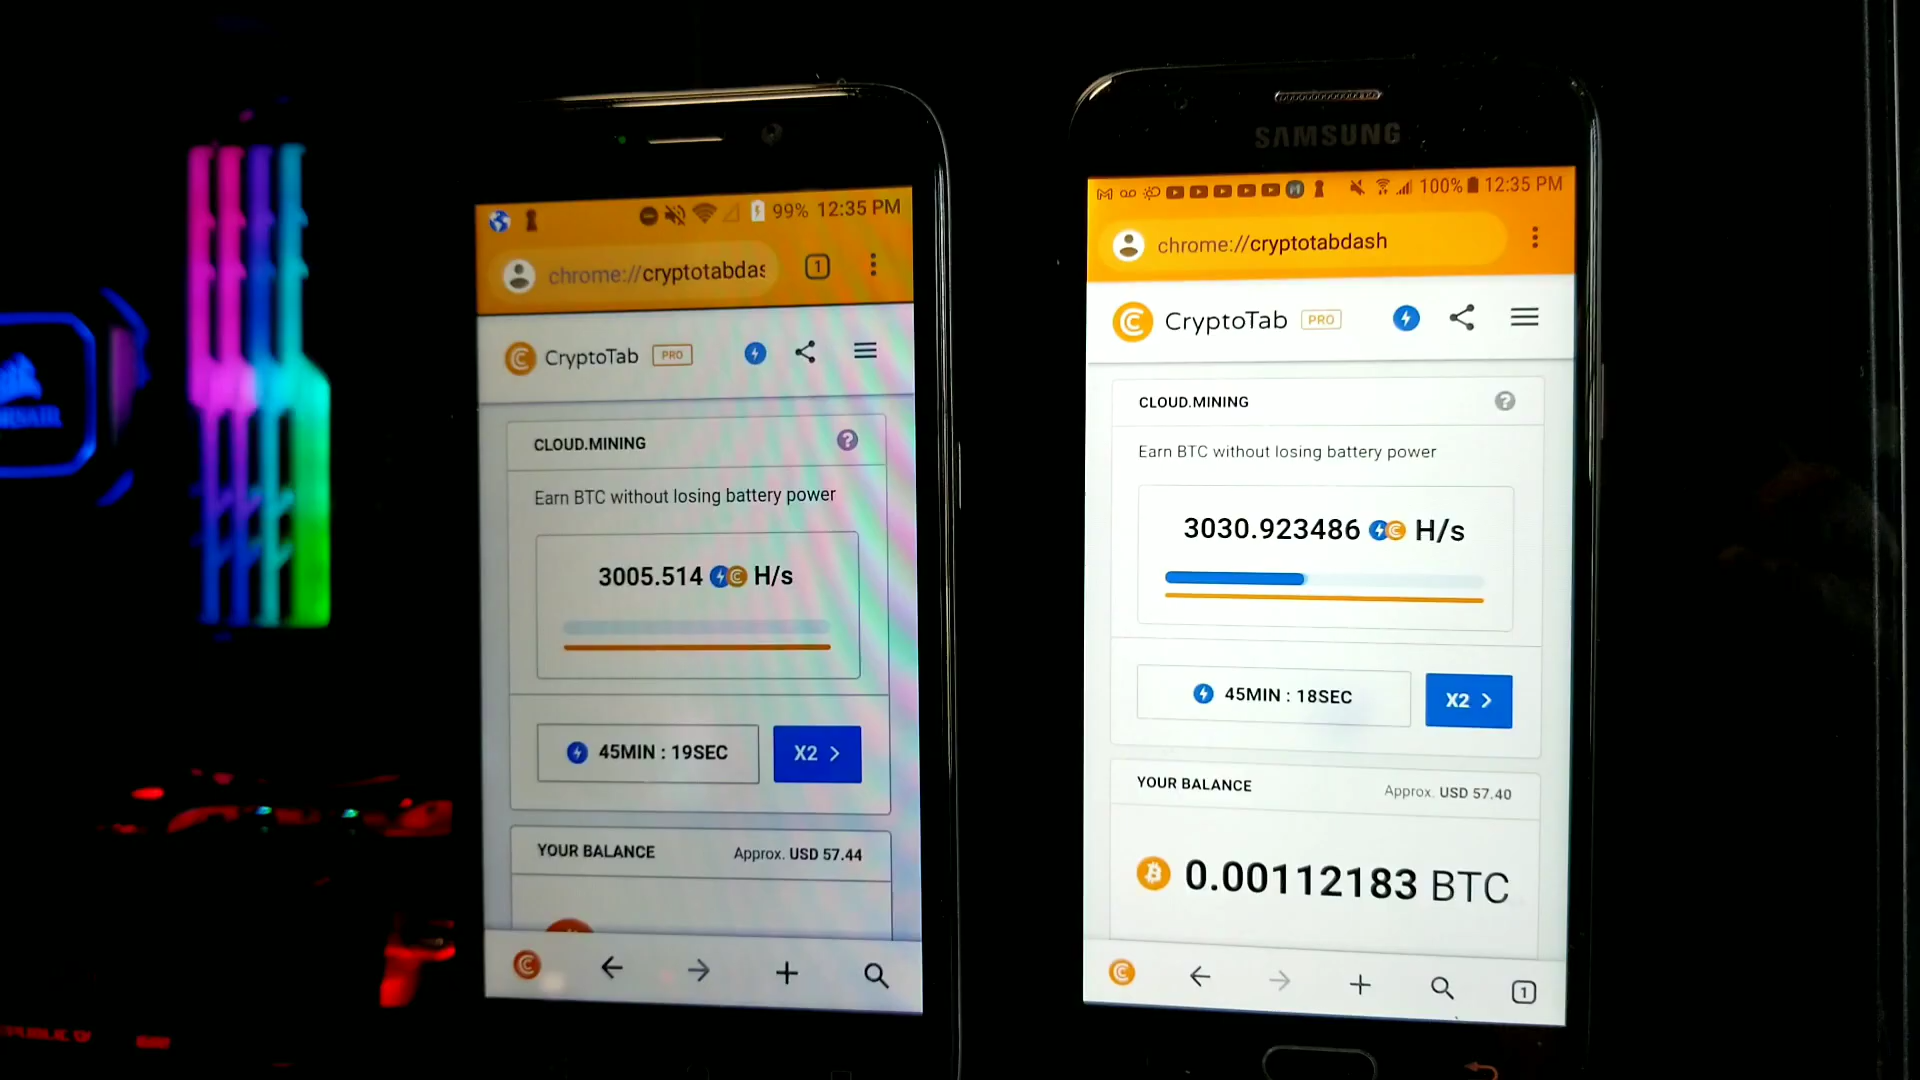 99% 12:35 PM
chrome://cryptotabdas
1
CryptoTab PRO
CLOUD.MINING ?
Earn BTC without losing battery power
3005.514 H/s
45MIN : 19SEC
X2 >
YOUR BALANCE Approx. USD 57.44
SAMSUNG
100% 12:35 PM
chrome://cryptotabdash
CryptoTab PRO
CLOUD.MINING ?
Earn BTC without losing battery power
3030.923486 H/s
45MIN : 18SEC
X2 >
YOUR BALANCE Approx. USD 57.40
0.00112183 BTC
1